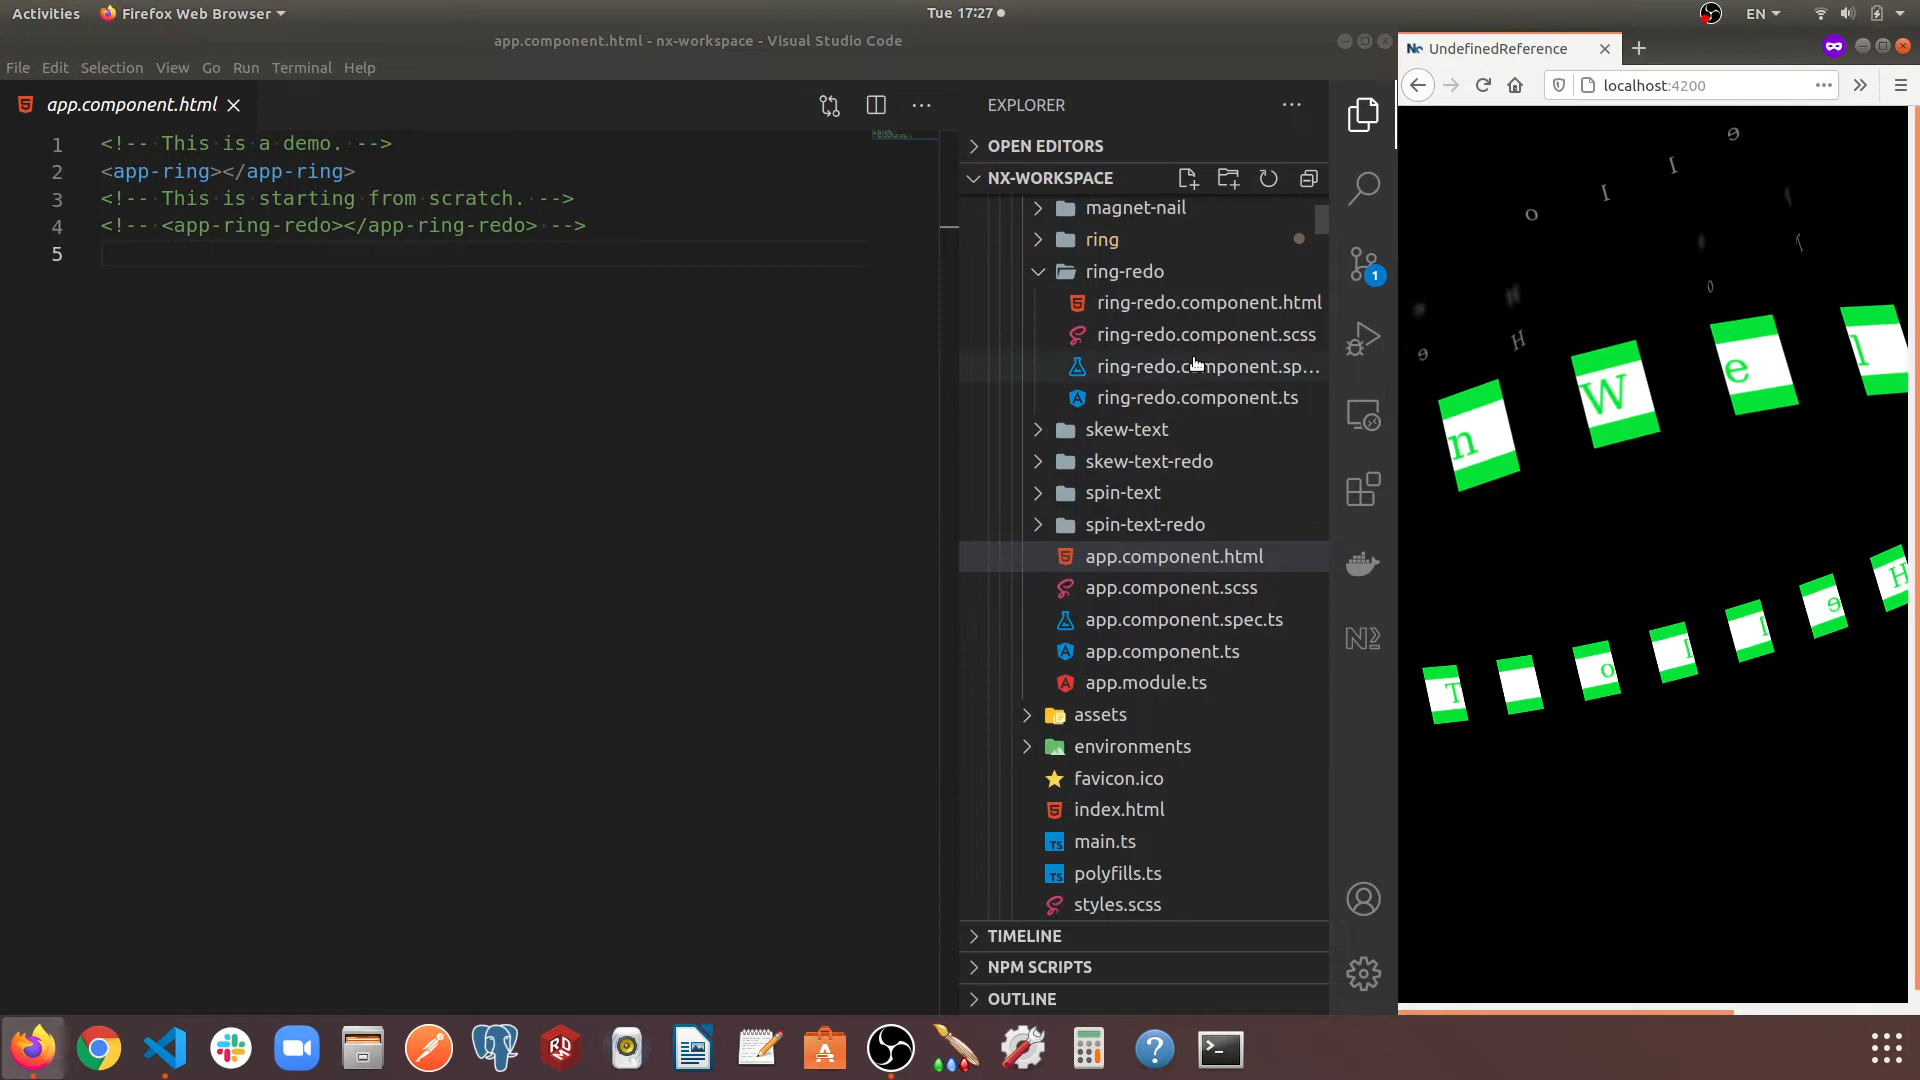 Activities
Firefox Web Browser
Tue 17:27
EN
app.component.html - nx-workspace - Visual Studio Code
File Edit Selection View Go Run Terminal Help
app.component.html
1 <!-- This is a demo. -->
2 <app-ring></app-ring>
3 <!-- This is starting from scratch. -->
4 <!-- <app-ring-redo></app-ring-redo> -->
5
EXPLORER
OPEN EDITORS
NX-WORKSPACE
magnet-nail
ring
ring-redo
ring-redo.component.html
ring-redo.component.scss
ring-redo.component.sp...
ring-redo.component.ts
skew-text
skew-text-redo
spin-text
spin-text-redo
app.component.html
app.component.scss
app.component.spec.ts
app.component.ts
app.module.ts
assets
environments
favicon.ico
index.html
main.ts
polyfills.ts
styles.scss
TIMELINE
NPM SCRIPTS
OUTLINE
1
UndefinedReference
localhost:4200
n W e l
T o l l e H